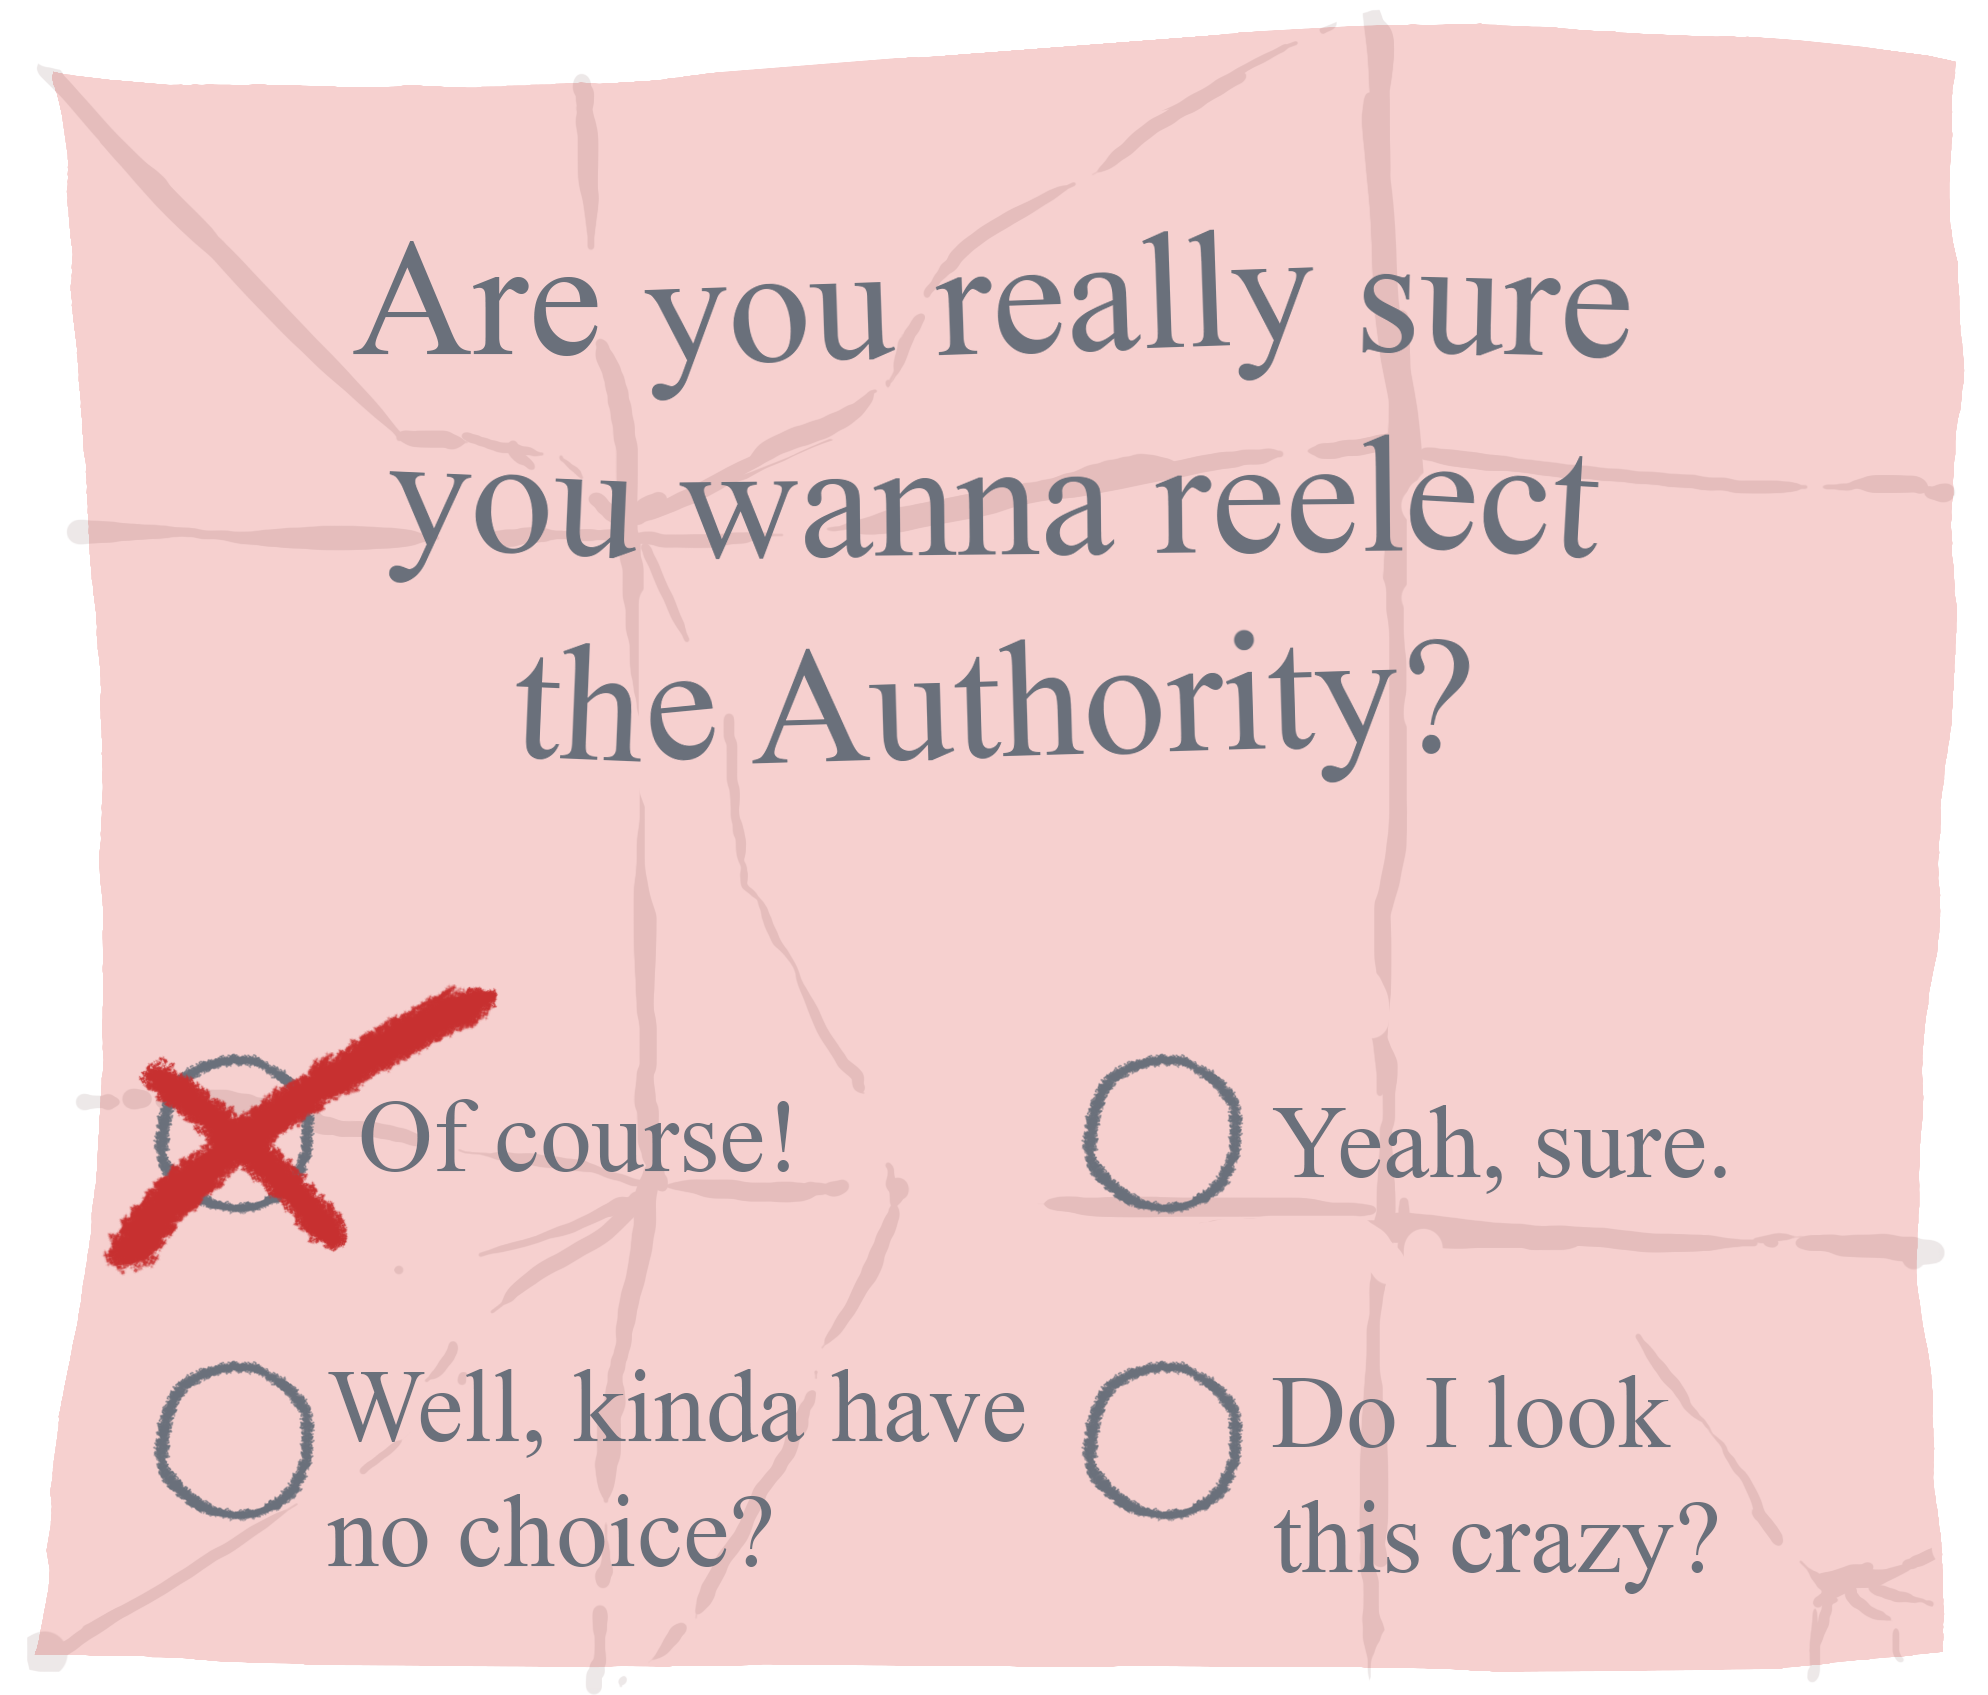 Are you really sure
you wanna reelect
the Authority?
Of course!
Yeah, sure.
Well, kinda have
no choice?
Do I look
this crazy?